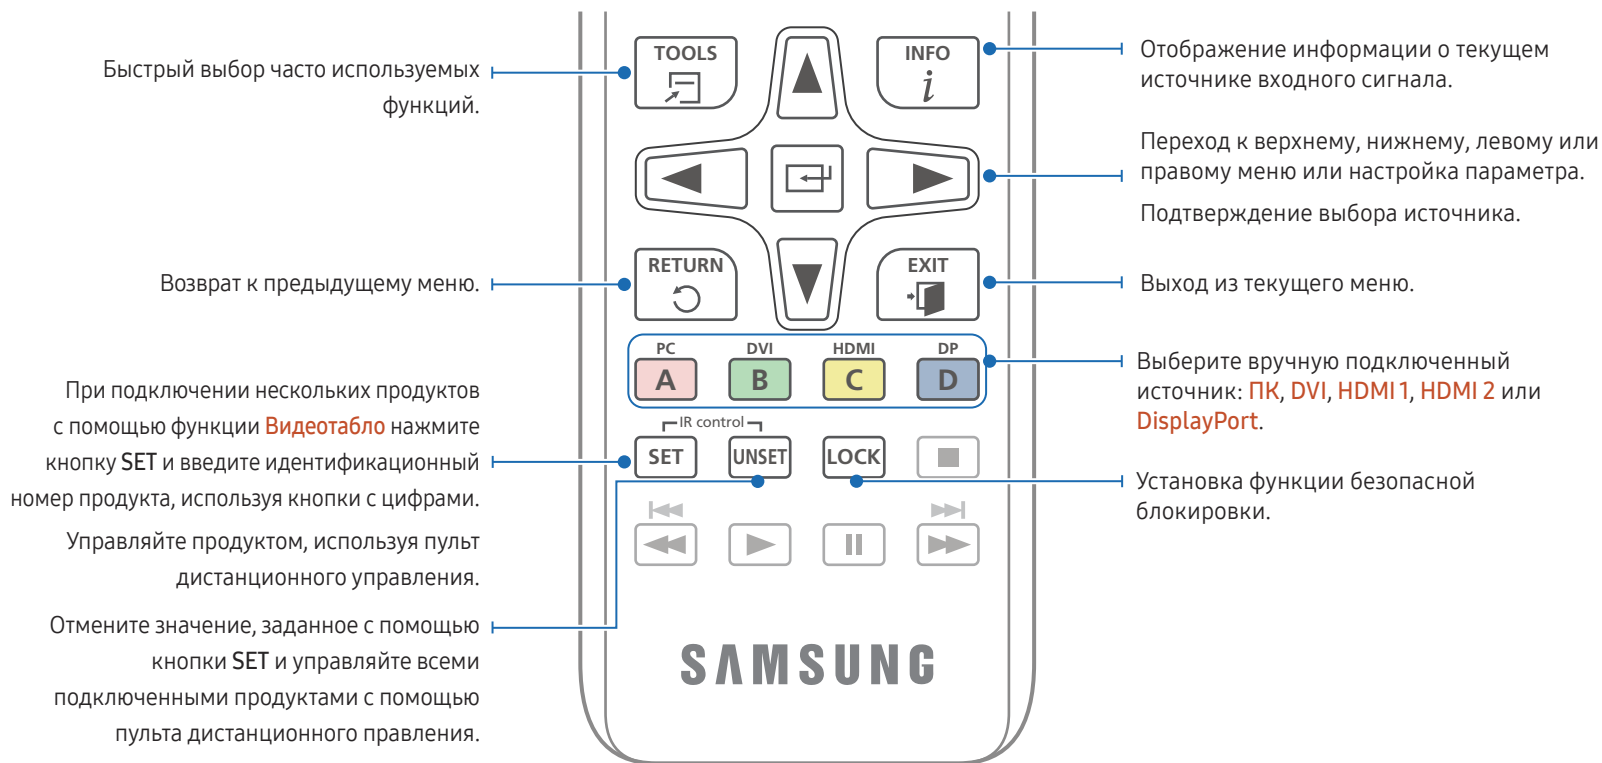 Быстрый выбор часто используемых
функций.
При подключении нескольких продуктов
с помощью функции Видеотабло нажмите
кнопку SET и введите идентификационный
номер продукта, используя кнопки с цифрами.
Управляйте продуктом, используя пульт
дистанционного управления.
Возврат к предыдущему меню.
Отмените значение, заданное с помощью
кнопки SET и управляйте всеми
подключенными продуктами с помощью
пульта дистанционного правления.
TOOLS
INFO
i
RETURN
EXIT
PC
DVI
HDMI
DP
A
B
C
D
IR control
SET
UNSET
LOCK
SAMSUNG
Отображение информации о текущем
источнике входного сигнала.
Переход к верхнему, нижнему, левому или
правому меню или настройка параметра.
Подтверждение выбора источника.
Выход из текущего меню.
Выберите вручную подключенный
источник: ПК, DVI, HDMI 1, HDMI 2 или
DisplayPort.
Установка функции безопасной
блокировки.